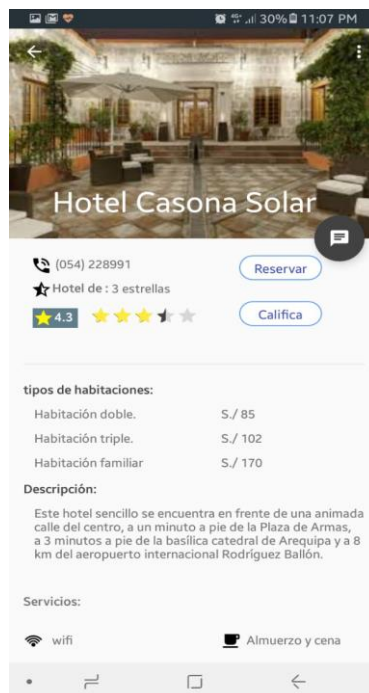 30% 11:07 PM
Hotel Casona Solar
(054) 228991
Reservar
Hotel de : 3 estrellas
4.3
Califica
tipos de habitaciones:
Habitación doble. S./ 85
Habitación triple. S./ 102
Habitación familiar S./ 170
Descripción:
Este hotel sencillo se encuentra en frente de una animada
calle del centro, a un minuto a pie de la Plaza de Armas,
a 3 minutos a pie de la basílica catedral de Arequipa y a 8
km del aeropuerto internacional Rodríguez Ballón.
Servicios:
wifi Almuerzo y cena